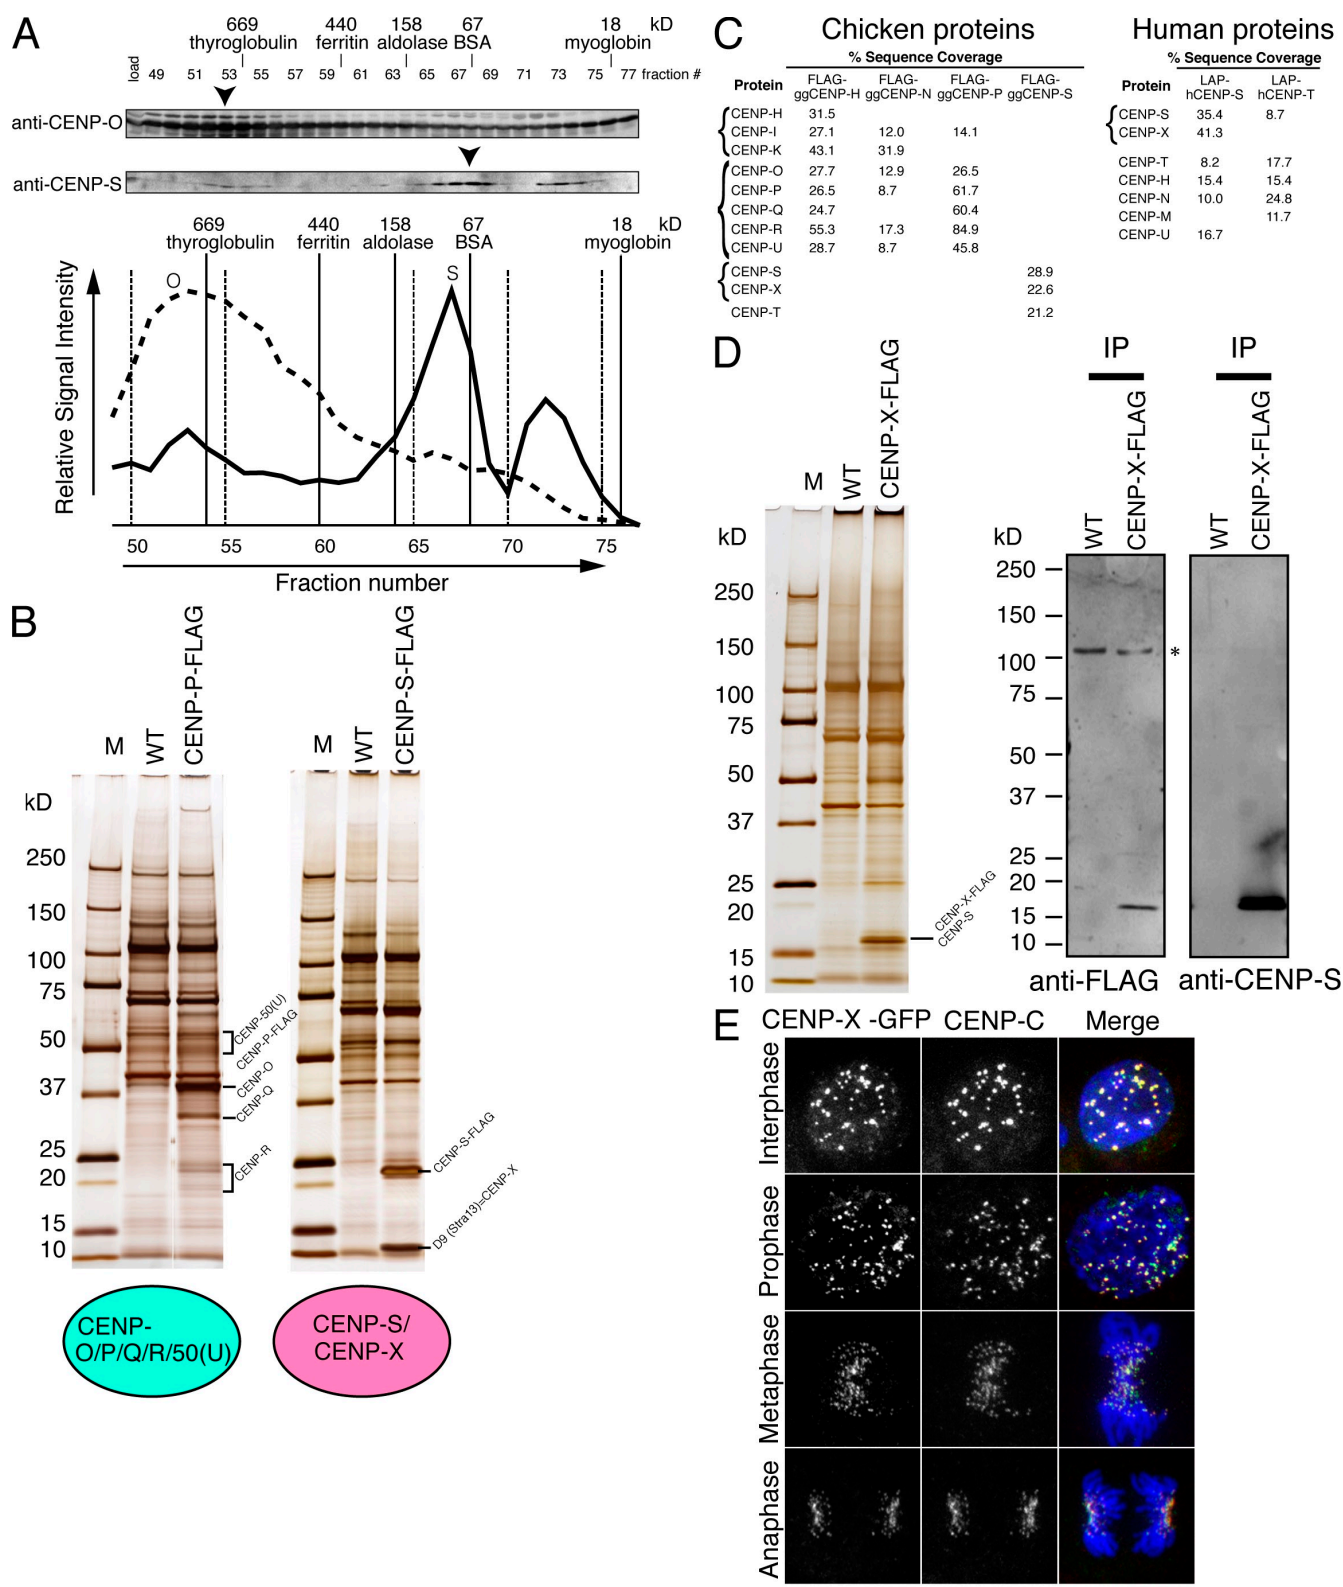 A
669 440 158 67 18 kD
thyroglobulin ferritin aldolase BSA myoglobin
load 49 51 53 55 57 59 61 63 65 67 69 71 73 75 77 fraction #
anti-CENP-O
anti-CENP-S
669 440 158 67 18 kD
thyroglobulin ferritin aldolase BSA myoglobin
O S
Relative Signal Intensity
50 55 60 65 70 75
Fraction number
B
M WT CENP-P-FLAG
kD
250
150
100
75
50
37
25
20
15
10
CENP-50(U)
CENP-P-FLAG
CENP-O
CENP-Q
CENP-R
M WT CENP-S-FLAG
CENP-S-FLAG
D9 (Stra13)=CENP-X
CENP-
O/P/Q/R/50(U)
CENP-S/
CENP-X
C
Chicken proteins
% Sequence Coverage
Protein FLAG-ggCENP-H FLAG-ggCENP-N FLAG-ggCENP-P FLAG-ggCENP-S
CENP-H 31.5
CENP-I 27.1 12.0 14.1
CENP-K 43.1 31.9
CENP-O 27.7 12.9 26.5
CENP-P 26.5 8.7 61.7
CENP-Q 24.7 60.4
CENP-R 55.3 17.3 84.9
CENP-U 28.7 8.7 45.8
CENP-S 28.9
CENP-X 22.6
CENP-T 21.2
Human proteins
% Sequence Coverage
Protein LAP-hCENP-S LAP-hCENP-T
CENP-S 35.4 8.7
CENP-X 41.3
CENP-T 8.2 17.7
CENP-H 15.4 15.4
CENP-N 10.0 24.8
CENP-M 11.7
CENP-U 16.7
D
M WT CENP-X-FLAG
kD
250
150
100
75
50
37
25
20
15
10
CENP-X-FLAG
CENP-S
IP IP
WT CENP-X-FLAG WT CENP-X-FLAG
kD
250
150
100
75
50
37
25
20
15
10
*
anti-FLAG anti-CENP-S
E
CENP-X -GFP CENP-C Merge
Interphase
Prophase
Metaphase
Anaphase